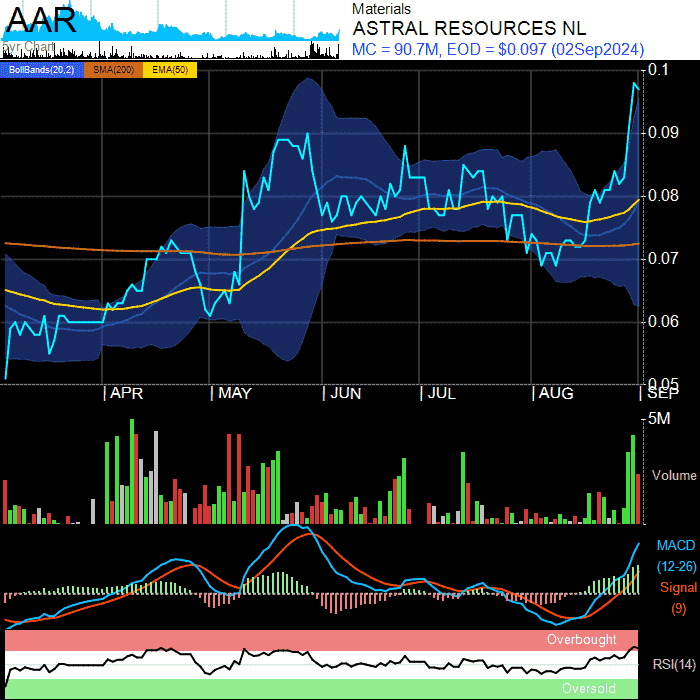 AAR
5yr Chart
Materials
ASTRAL RESOURCES NL
MC = 90.7M, EOD = $0.097 (02Sep2024)
BollBands(20,2) SMA(200) EMA(50)
0.1
0.09
0.08
0.07
0.06
0.05
APR MAY JUN JUL AUG SEP
5M
Volume
MACD
(12-26)
Signal
(9)
Overbought
RSI(14)
Oversold